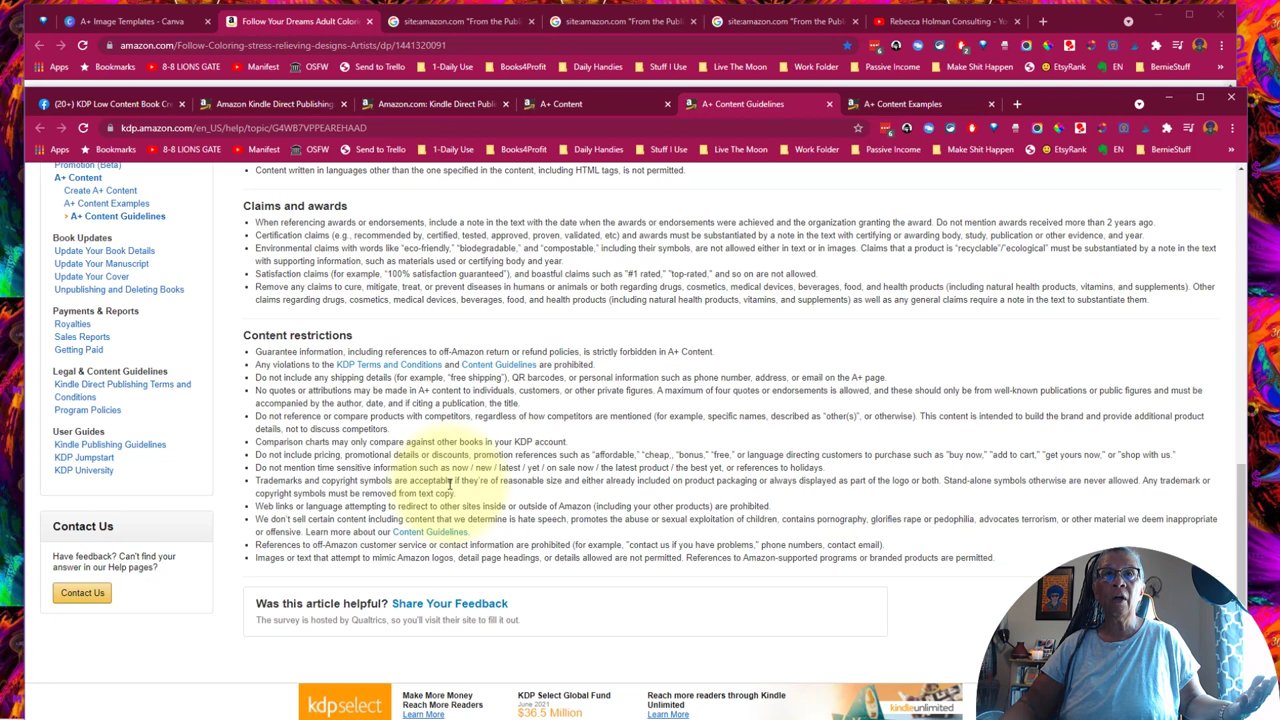 A+ Image Templates - Canva
Follow Your Dreams Adult Colorin
site:amazon.com "From the Publi
site:amazon.com "From the Publi
site:amazon.com "From the Publi
Rebecca Holman Consulting - Yo
amazon.com/Follow-Coloring-stress-relieving-designs-Artists/dp/1441320091
Apps Bookmarks 8-8 LIONS GATE Manifest OSFW Send to Trello 1-Daily Use Books4Profit Daily Handies Stuff I Use Live The Moon Work Folder Passive Income Make Shit Happen EtsyRank EN BernieStuff
(20+) KDP Low Content Book Cre
Amazon Kindle Direct Publishing
Amazon.com: Kindle Direct Publi
A+ Content
A+ Content Guidelines
A+ Content Examples
kdp.amazon.com/en_US/help/topic/G4WB7VPPEAREHAAD
Apps Bookmarks 8-8 LIONS GATE Manifest OSFW Send to Trello 1-Daily Use Books4Profit Daily Handies Stuff I Use Live The Moon Work Folder Passive Income Make Shit Happen EtsyRank EN BernieStuff
Promotion (Beta)
A+ Content
Create A+ Content
A+ Content Examples
› A+ Content Guidelines
Book Updates
Update Your Book Details
Update Your Manuscript
Update Your Cover
Unpublishing and Deleting Books
Payments & Reports
Royalties
Sales Reports
Getting Paid
Legal & Content Guidelines
Kindle Direct Publishing Terms and
Conditions
Program Policies
User Guides
Kindle Publishing Guidelines
KDP Jumpstart
KDP University
Contact Us
Have feedback? Can't find your
answer in our Help pages?
Contact Us
• Content written in languages other than the one specified in the content, including HTML tags, is not permitted.
Claims and awards
• When referencing awards or endorsements, include a note in the text with the date when the awards or endorsements were achieved and the organization granting the award. Do not mention awards received more than 2 years ago.
• Certification claims (e.g., recommended by, certified, tested, approved, proven, validated, etc) and awards must be substantiated by a note in the text with certifying or awarding body, study, publication or other evidence, and year.
• Environmental claims with words like "eco-friendly," "biodegradable," and "compostable," including their symbols, are not allowed either in text or in images. Claims that a product is "recyclable"/"ecological" must be substantiated by a note in the text
with supporting information, such as materials used or certifying body and year.
• Satisfaction claims (for example, "100% satisfaction guaranteed"), and boastful claims such as "#1 rated," "top-rated," and so on are not allowed.
• Remove any claims to cure, mitigate, treat, or prevent diseases in humans or animals or both regarding drugs, cosmetics, medical devices, beverages, food, and health products (including natural health products, vitamins, and supplements). Other
claims regarding drugs, cosmetics, medical devices, beverages, food, and health products (including natural health products, vitamins, and supplements) as well as any general claims require a note in the text to substantiate them.
Content restrictions
• Guarantee information, including references to off-Amazon return or refund policies, is strictly forbidden in A+ Content.
• Any violations to the KDP Terms and Conditions and Content Guidelines are prohibited.
• Do not include any shipping details (for example, "free shipping"), QR barcodes, or personal information such as phone number, address, or email on the A+ page.
• No quotes or attributions may be made in A+ content to individuals, customers, or other private figures. A maximum of four quotes or endorsements is allowed, and these should only be from well-known publications or public figures and must be
accompanied by the author, date, and if citing a publication, the title.
• Do not reference or compare products with competitors, regardless of how competitors are mentioned (for example, specific names, described as "other(s)", or otherwise). This content is intended to build the brand and provide additional product
details, not to discuss competitors.
• Comparison charts may only compare against other books in your KDP account.
• Do not include pricing, promotional details or discounts, promotion references such as "affordable," "cheap,, "bonus," "free," or language directing customers to purchase such as "buy now," "add to cart," "get yours now," or "shop with us."
• Do not mention time sensitive information such as now / new / latest / yet / on sale now / the latest product / the best yet, or references to holidays.
• Trademarks and copyright symbols are acceptable if they're of reasonable size and either already included on product packaging or always displayed as part of the logo or both. Stand-alone symbols otherwise are never allowed. Any trademark or
copyright symbols must be removed from text copy.
• Web links or language attempting to redirect to other sites inside or outside of Amazon (including your other products) are prohibited.
• We don't sell certain content including content that we determine is hate speech, promotes the abuse or sexual exploitation of children, contains pornography, glorifies rape or pedophilia, advocates terrorism, or other material we deem inappropriate
or offensive. Learn more about our Content Guidelines.
• References to off-Amazon customer service or contact information are prohibited (for example, "contact us if you have problems," phone numbers, contact email).
• Images or text that attempt to mimic Amazon logos, detail page headings, or details allowed are not permitted. References to Amazon-supported programs or branded products are permitted.
Was this article helpful? Share Your Feedback
The survey is hosted by Qualtrics, so you'll visit their site to fill it out.
kdpselect
Make More Money
Reach More Readers
Learn More
KDP Select Global Fund
June 2021
$36.5 Million
Reach more readers through Kindle
Unlimited
Learn More
kindleunlimited